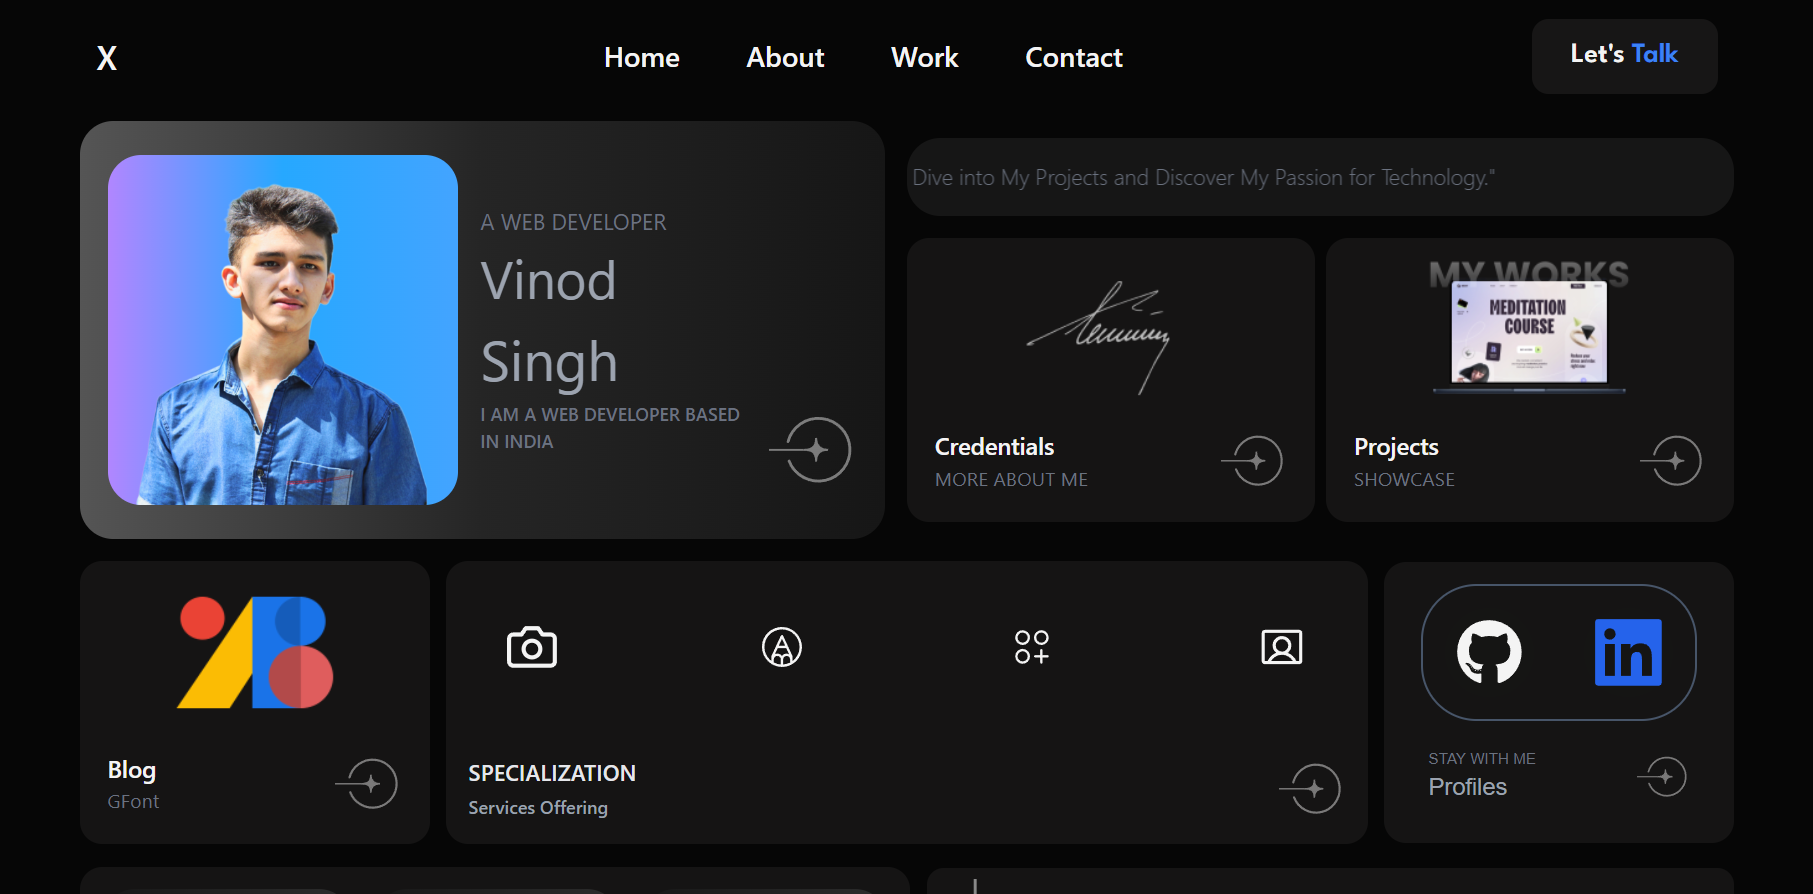 X
Home
About
Work
Contact
Let's Talk
A WEB DEVELOPER
Vinod
Singh
I AM A WEB DEVELOPER BASED
IN INDIA
Dive into My Projects and Discover My Passion for Technology."
Credentials
MORE ABOUT ME
MY WORKS
MEDITATION
COURSE
Projects
SHOWCASE
Blog
GFont
SPECIALIZATION
Services Offering
in
STAY WITH ME
Profiles